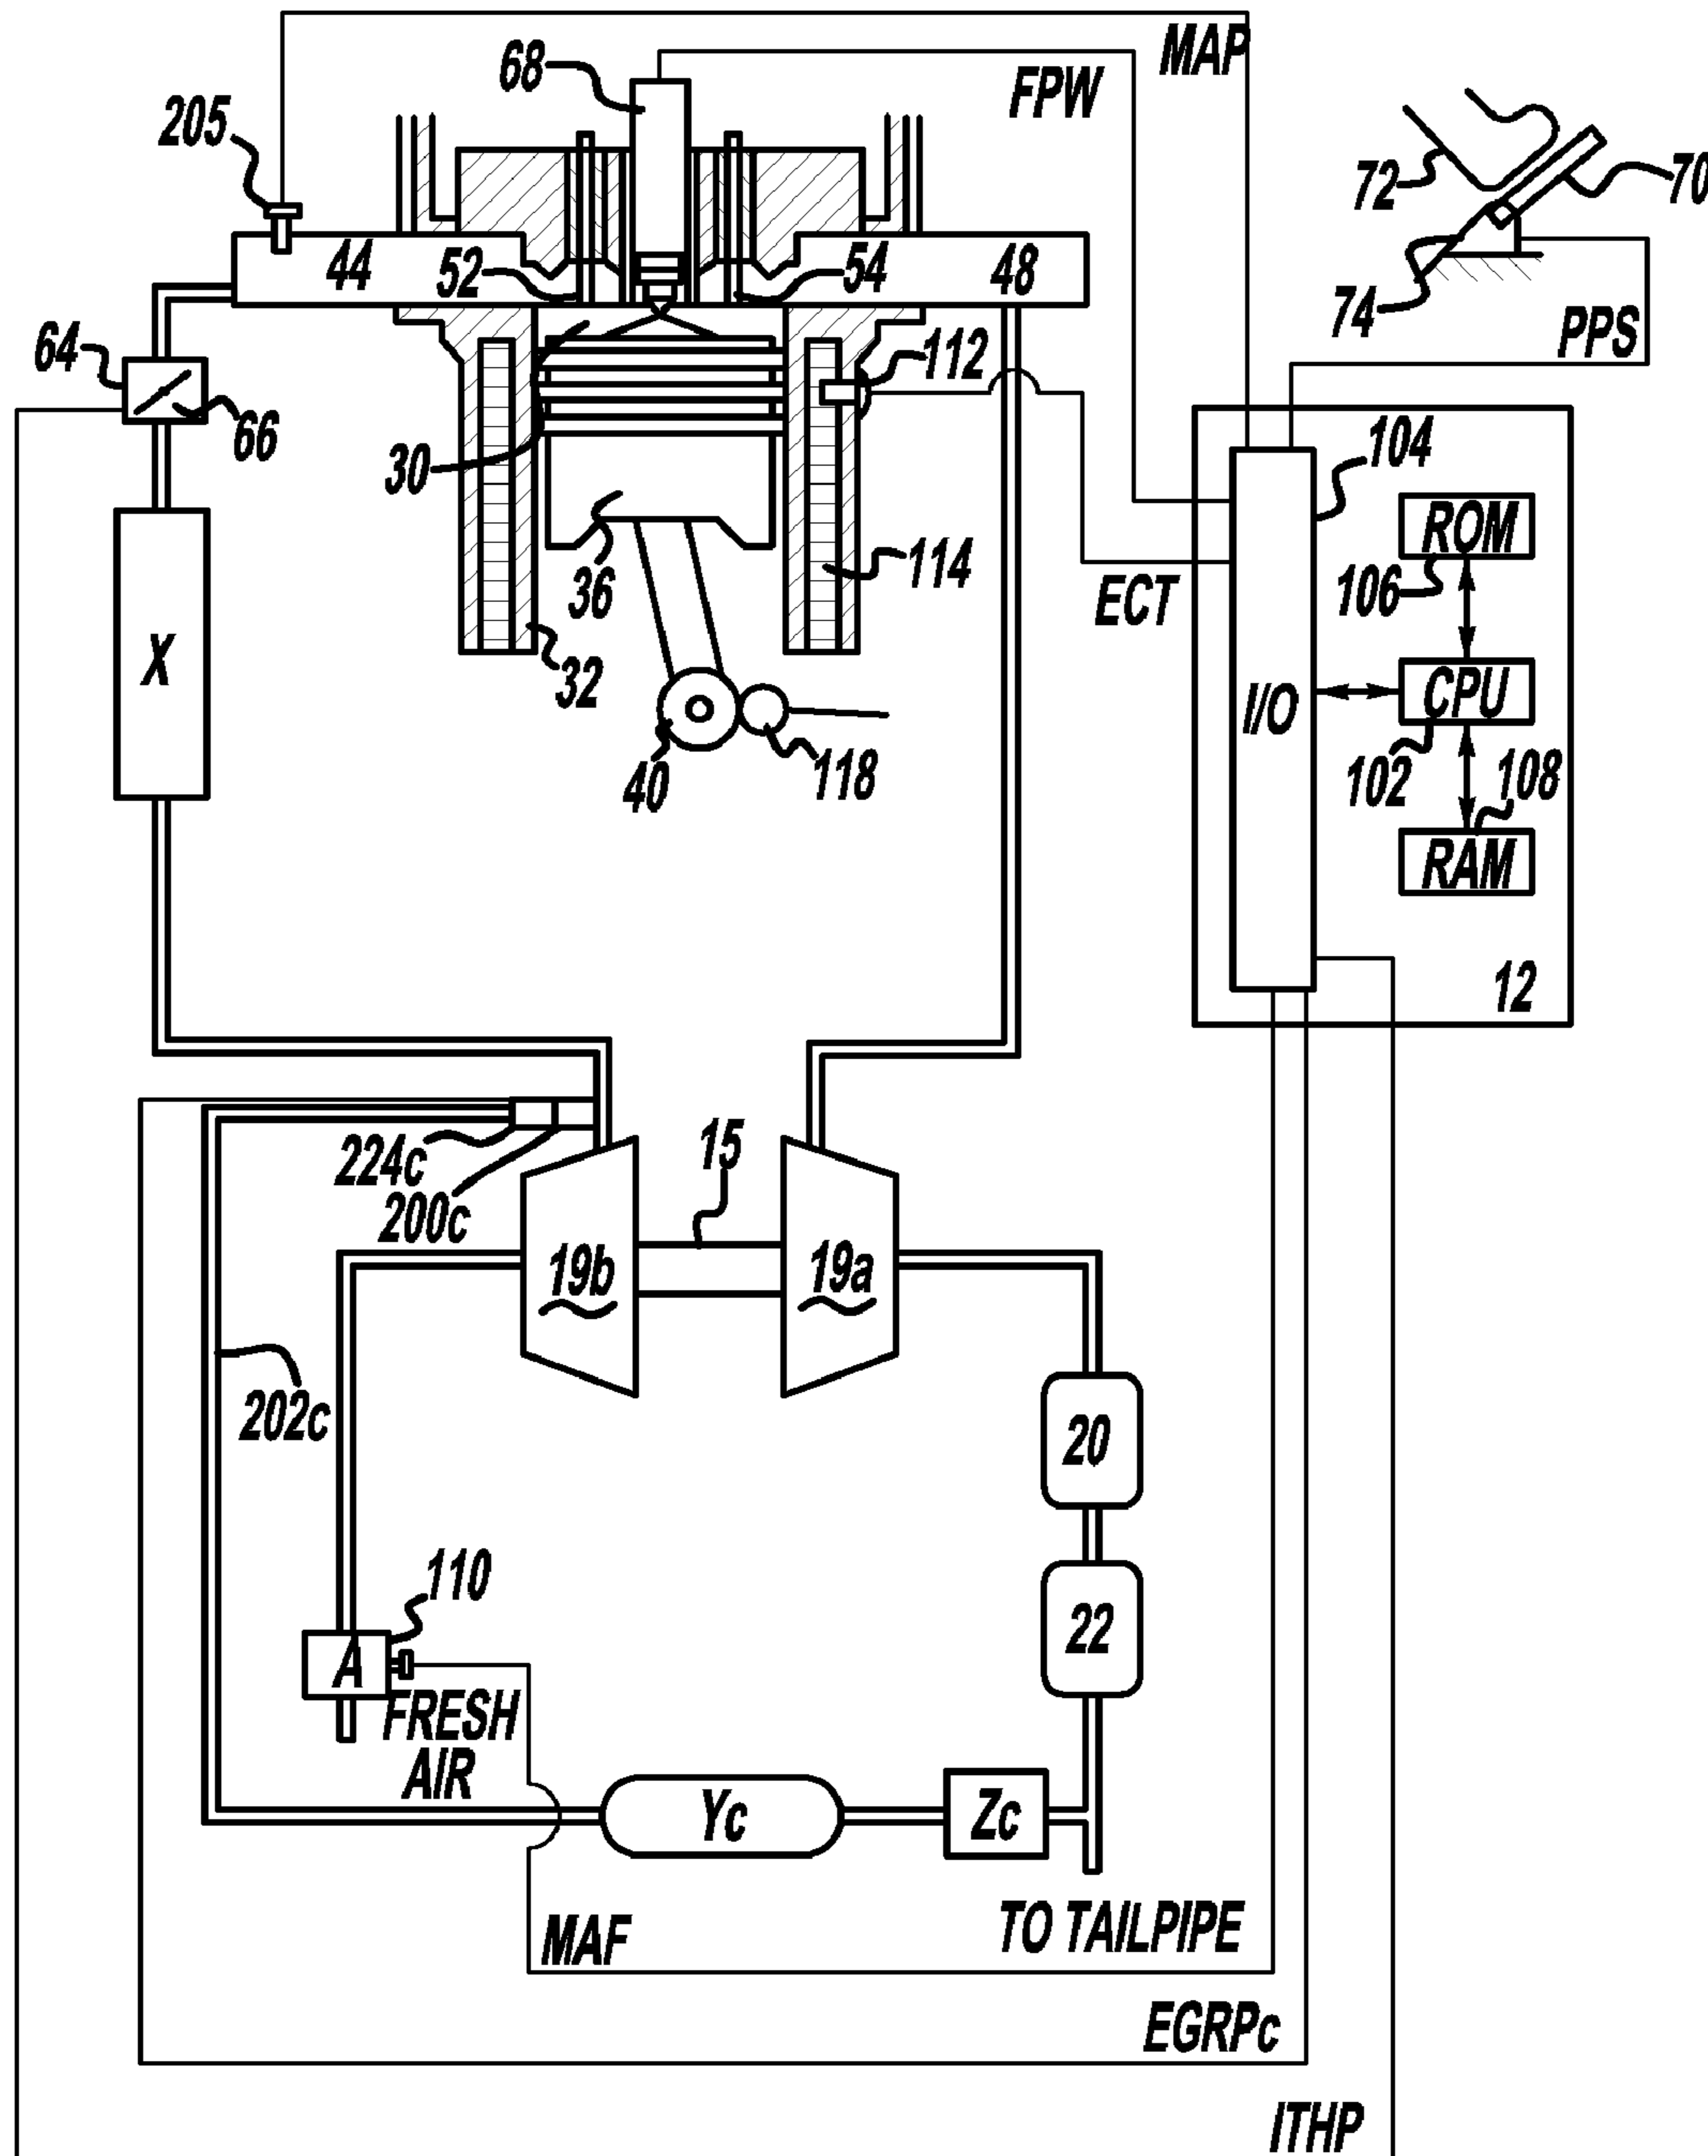 MAP
68
FPW
205
72
70
44
52
54
48
74
PPS
64
112
66
30
104
ROM
36
114
ECT
106
X
32
I/O
CPU
40
118
102
108
RAM
12
224c
15
200c
19b
19a
202c
20
110
22
A
FRESH
AIR
Yc
Zc
MAF
TO TAILPIPE
EGRPc
ITHP